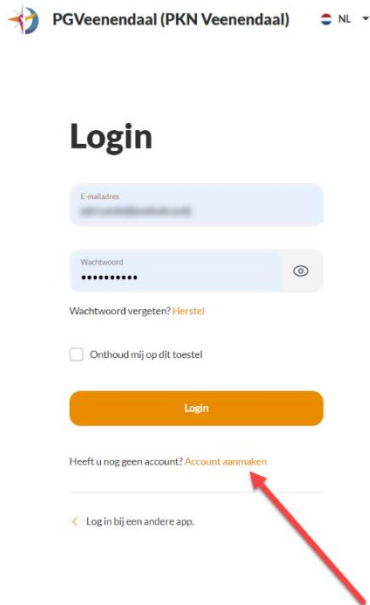 PGVeenendaal (PKN Veenendaal)
NL
Login
E-mailadres
Wachtwoord
Wachtwoord vergeten? Herstel
Onthoud mij op dit toestel
Login
Heeft u nog geen account? Account aanmaken
Log in bij een andere app.